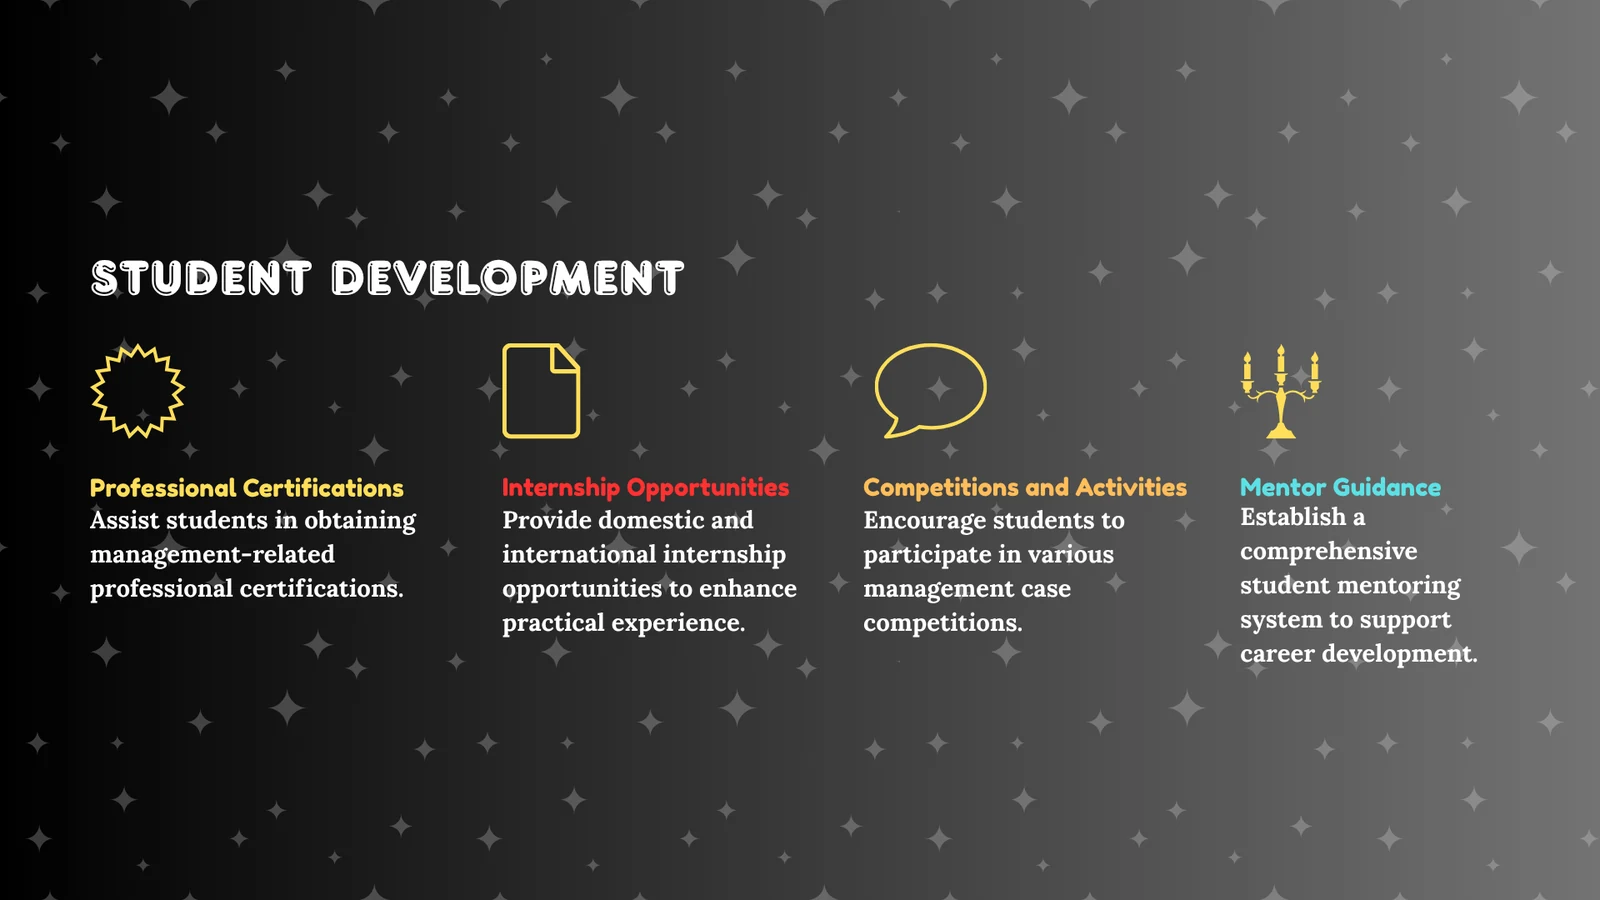 STUDENT DEVELOPMENT
Professional Certifications
Assist students in obtaining
management-related
professional certifications.
Internship Opportunities
Provide domestic and
international internship
opportunities to enhance
practical experience.
Competitions and Activities
Encourage students to
participate in various
management case
competitions.
Mentor Guidance
Establish a
comprehensive
student mentoring
system to support
career development.